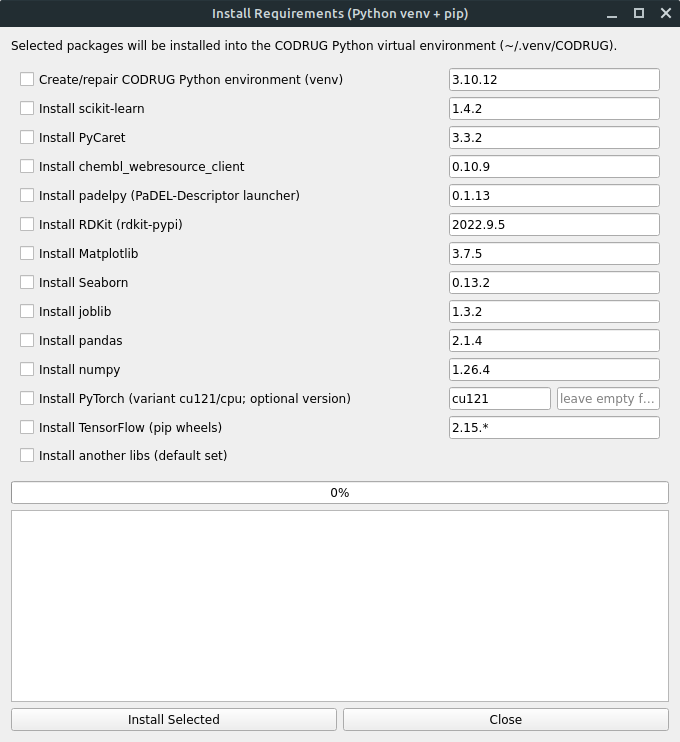 Install Requirements (Python venv + pip)
Selected packages will be installed into the CODRUG Python virtual environment (~/.venv/CODRUG).
Create/repair CODRUG Python environment (venv) 3.10.12
Install scikit-learn 1.4.2
Install PyCaret 3.3.2
Install chembl_webresource_client 0.10.9
Install padelpy (PaDEL-Descriptor launcher) 0.1.13
Install RDKit (rdkit-pypi) 2022.9.5
Install Matplotlib 3.7.5
Install Seaborn 0.13.2
Install joblib 1.3.2
Install pandas 2.1.4
Install numpy 1.26.4
Install PyTorch (variant cu121/cpu; optional version) cu121 leave empty f...
Install TensorFlow (pip wheels) 2.15.*
Install another libs (default set)
0%
Install Selected Close